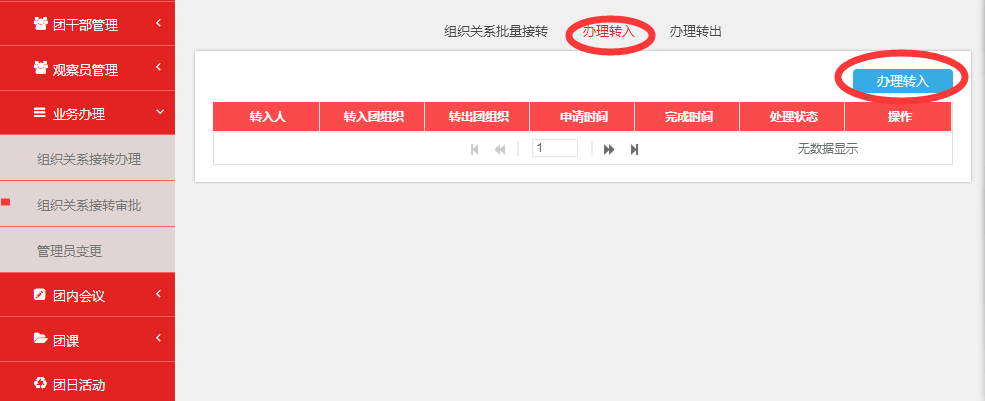 团干部管理
观察员管理
业务办理
组织关系接转办理
组织关系接转审批
管理员变更
团内会议
团课
团日活动
组织关系批量接转 办理转入 办理转出
办理转入
转入人 转入团组织 转出团组织 申请时间 完成时间 处理状态 操作
1 无数据显示